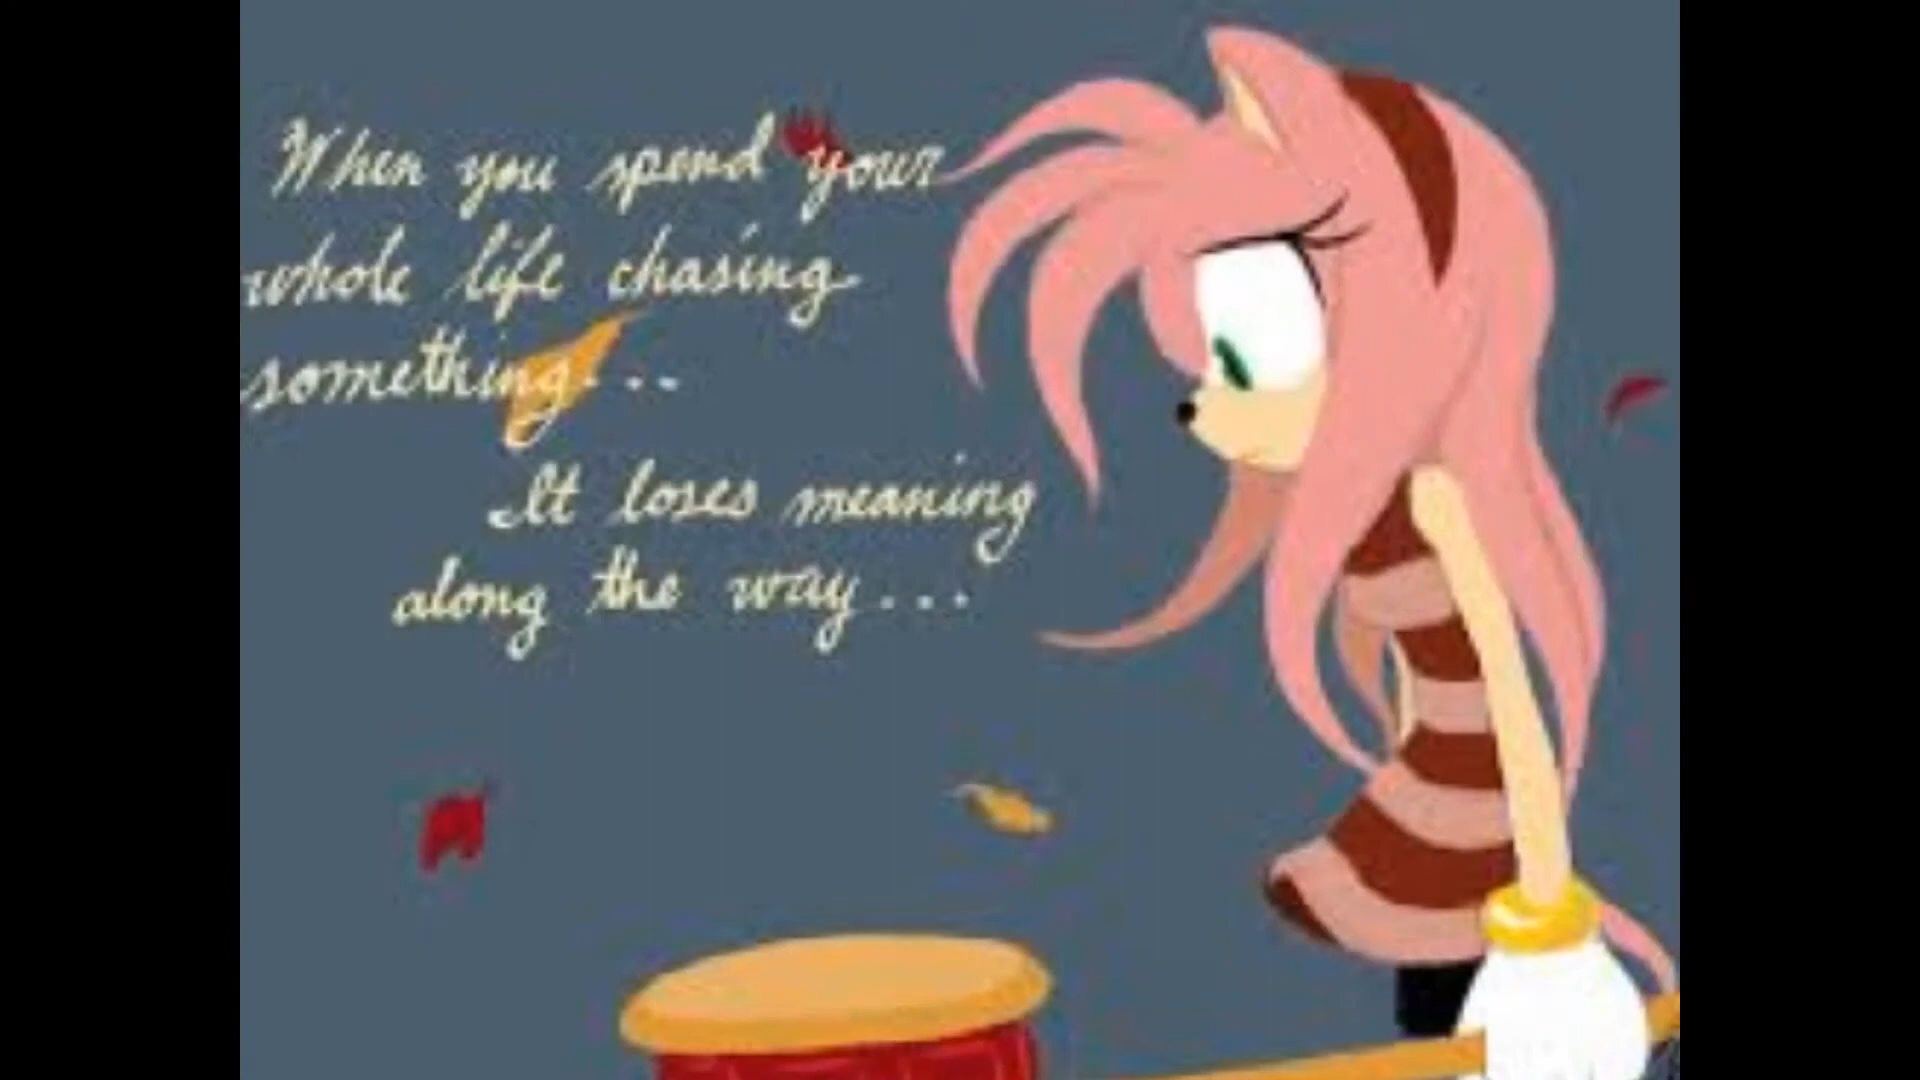 When you spend your
whole life chasing
something...
It loses meaning
along the way...